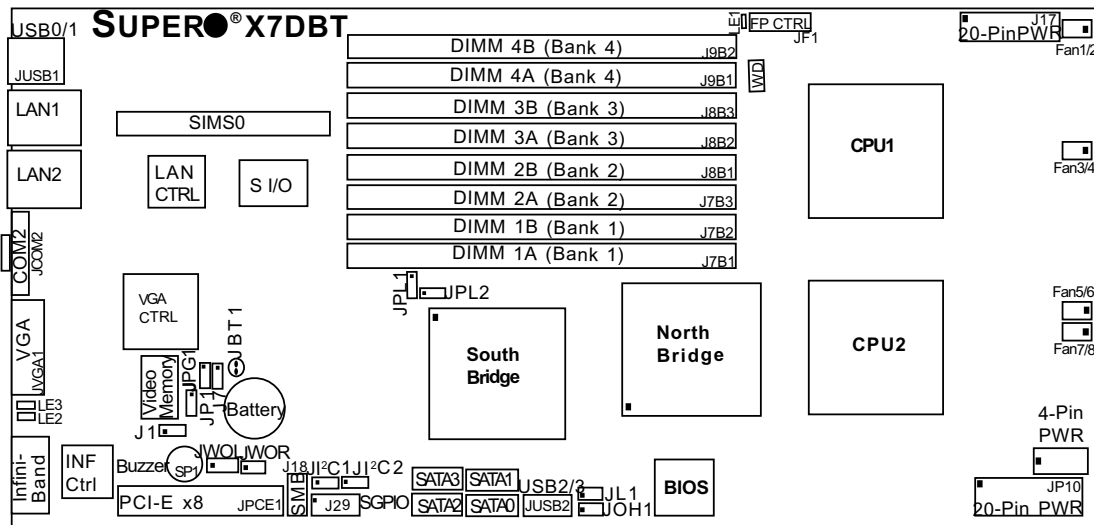 USB0/1
SUPER®  X7DBT
LE1
FP CTRL
JF1
J17
20-PinPWR
Fan1/2
JUSB1
DIMM 4B (Bank 4) J9B2
DIMM 4A (Bank 4) J9B1
WD
LAN1
SIMS0
DIMM 3B (Bank 3) J8B3
DIMM 3A (Bank 3) J8B2
CPU1
Fan3/4
LAN2
LAN CTRL
S I/O
DIMM 2B (Bank 2) J8B1
DIMM 2A (Bank 2) J7B3
DIMM 1B (Bank 1) J7B2
DIMM 1A (Bank 1) J7B1
COM2
JCOM2
JPL1
JPL2
VGA
CTRL
JBT1
VGA
JVGA1
South
Bridge
North
Bridge
CPU2
Fan5/6
Fan7/8
Video
Memory
JPG1
JP1
J7
Battery
LE3
LE2
J1
4-Pin
PWR
Infini-
Band
INF
Ctrl
Buzzer
SP1
JWOL
JWOR
J18
JI²C1
JI²C2
SATA3
SATA1
USB2/3
JL1
BIOS
PCI-E x8
JPCE1
SMB
J29
SGPIO
SATA2
SATA0
JUSB2
JOH1
JP10
20-Pin PWR